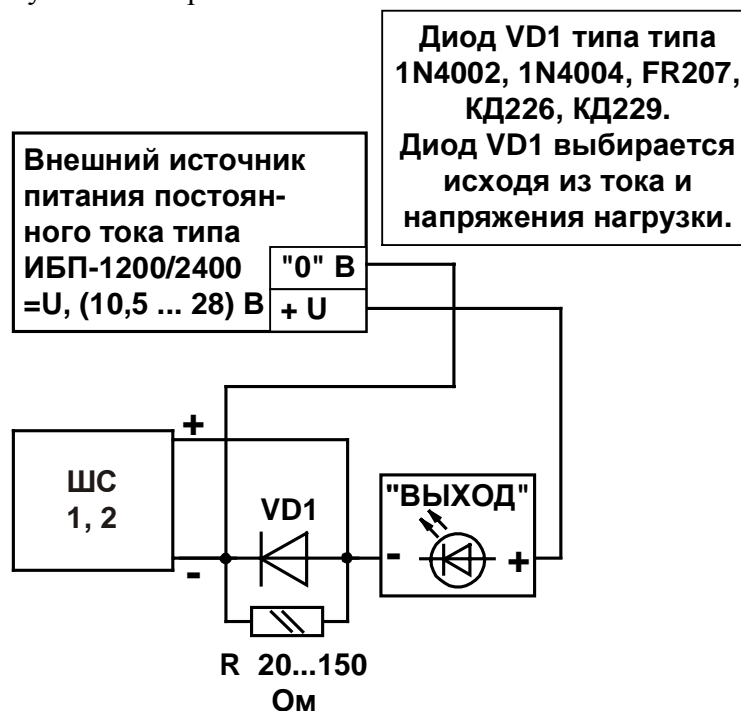 Диод VD1 типа типа
1N4002, 1N4004, FR207,
КД226, КД229.
Диод VD1 выбирается
исходя из тока и
напряжения нагрузки.
Внешний источник
питания постоян-
ного тока типа
ИБП-1200/2400
=U, (10,5 ... 28) В
"0" В
+ U
+
ШС
1, 2
-
VD1
"ВЫХОД"
-
+
R 20...150
Ом